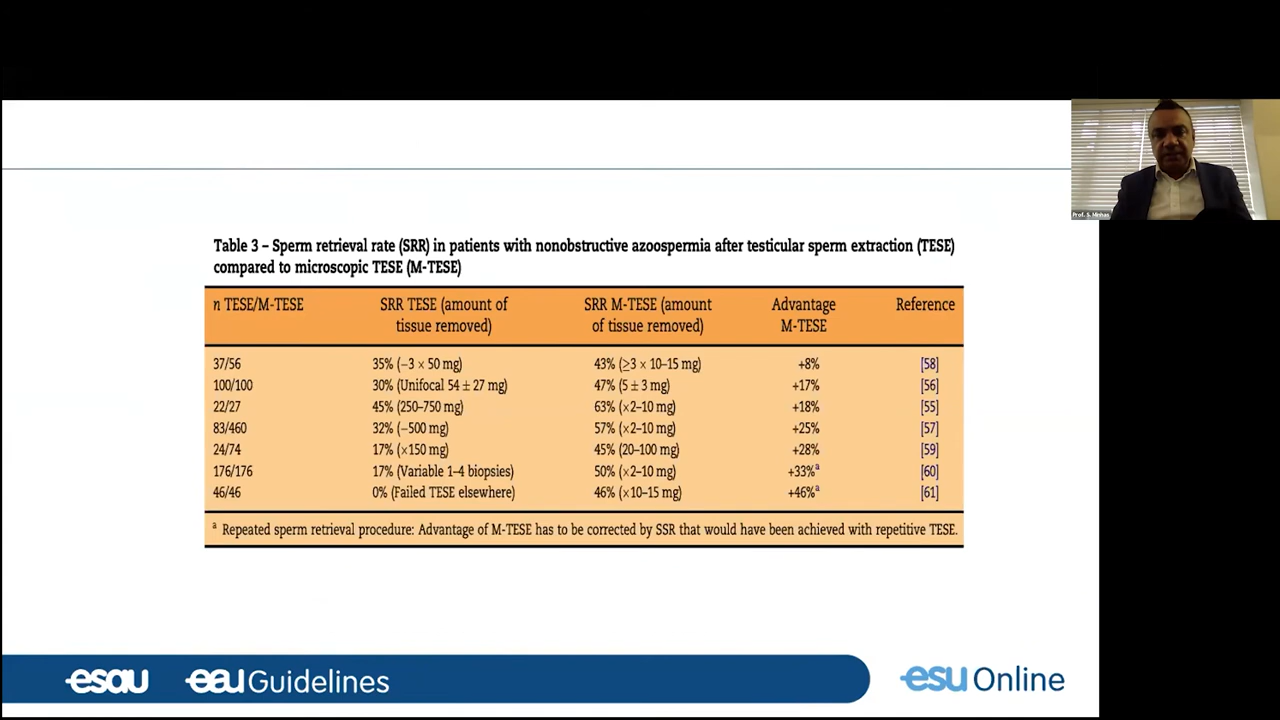 Prof. S. Minhas
Table 3 – Sperm retrieval rate (SRR) in patients with nonobstructive azoospermia after testicular sperm extraction (TESE)
compared to microscopic TESE (M-TESE)
n TESE/M-TESE SRR TESE (amount of tissue removed) SRR M-TESE (amount of tissue removed) Advantage M-TESE Reference
37/56 35% (−3 × 50 mg) 43% (≥3 × 10–15 mg) +8% [58]
100/100 30% (Unifocal 54 ± 27 mg) 47% (5 ± 3 mg) +17% [56]
22/27 45% (250–750 mg) 63% (×2–10 mg) +18% [55]
83/460 32% (−500 mg) 57% (×2–10 mg) +25% [57]
24/74 17% (×150 mg) 45% (20–100 mg) +28% [59]
176/176 17% (Variable 1–4 biopsies) 50% (×2–10 mg) +33%a [60]
46/46 0% (Failed TESE elsewhere) 46% (×10–15 mg) +46%a [61]
a Repeated sperm retrieval procedure: Advantage of M-TESE has to be corrected by SSR that would have been achieved with repetitive TESE.
esau eau Guidelines esu Online